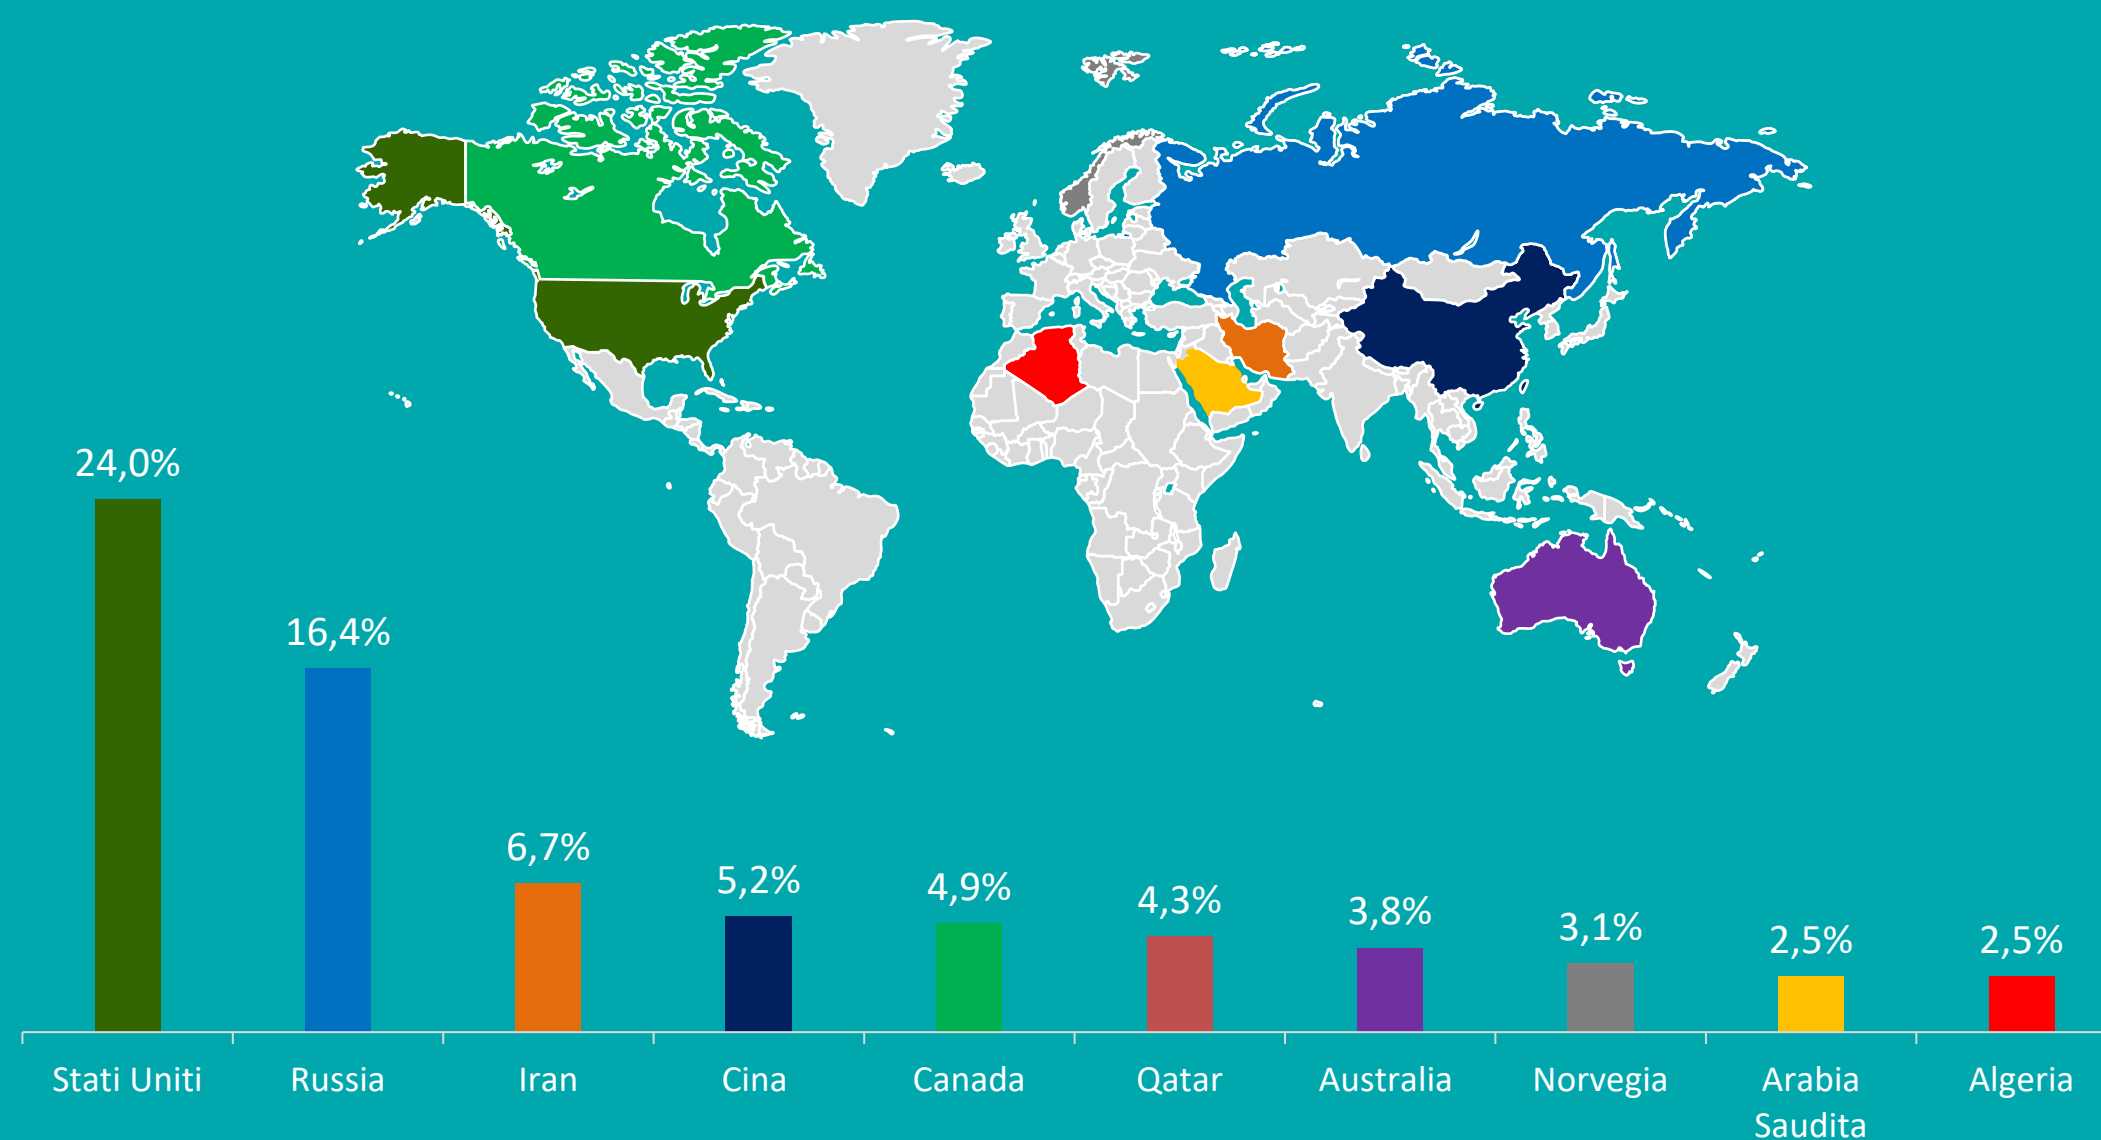 24,0%
16,4%
6,7%
5,2%
4,9%
4,3%
3,8%
3,1%
2,5%
2,5%
Stati Uniti
Russia
Iran
Cina
Canada
Qatar
Australia
Norvegia
Arabia
Saudita
Algeria